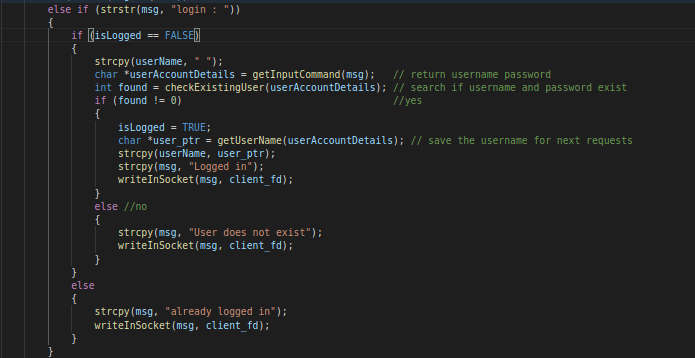 else if (strstr(msg, "login : "))
{
if (isLogged == FALSE)
{
strcpy(userName, " ");
char *userAccountDetails = getInputCommand(msg); // return username password
int found = checkExistingUser(userAccountDetails); // search if username and password exist
if (found != 0) //yes
{
isLogged = TRUE;
char *user_ptr = getUserName(userAccountDetails); // save the username for next requests
strcpy(userName, user_ptr);
strcpy(msg, "Logged in");
writeInSocket(msg, client_fd);
}
else //no
{
strcpy(msg, "User does not exist");
writeInSocket(msg, client_fd);
}
}
else
{
strcpy(msg, "already logged in");
writeInSocket(msg, client_fd);
}
}